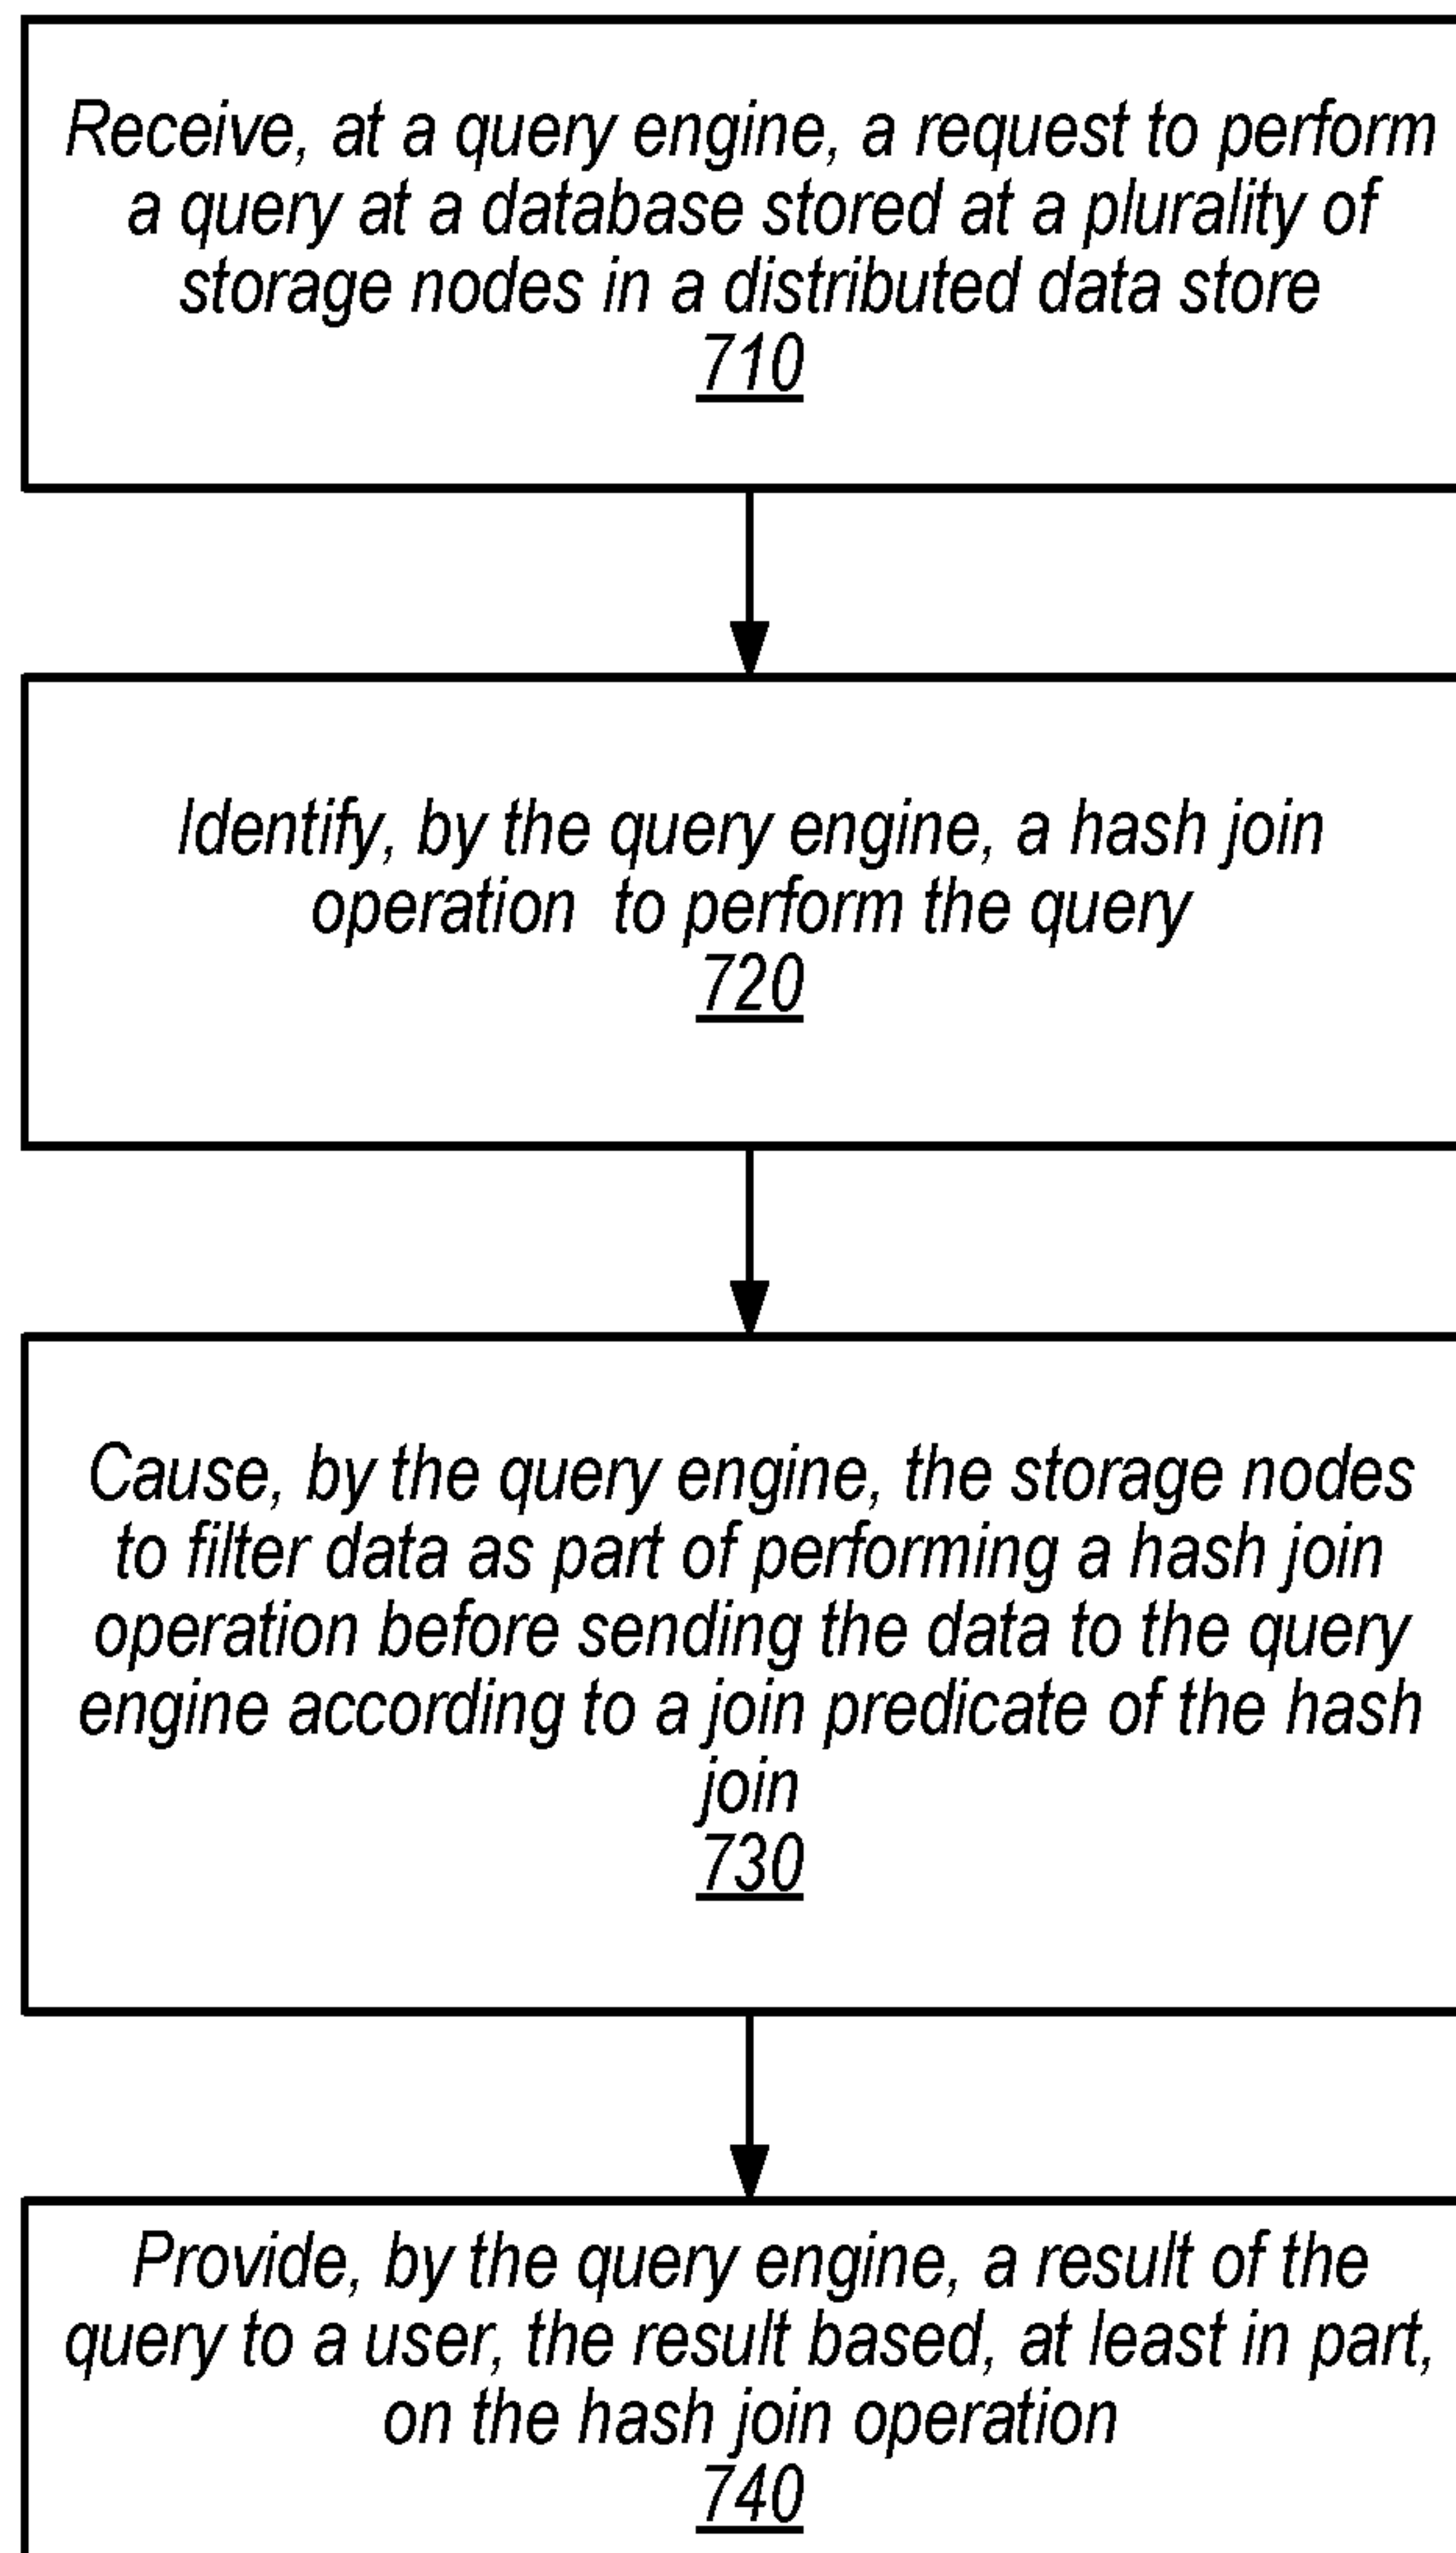 Receive, at a query engine, a request to perform
a query at a database stored at a plurality of
storage nodes in a distributed data store
710
Identify, by the query engine, a hash join
operation  to perform the query
720
Cause, by the query engine, the storage nodes
to filter data as part of performing a hash join
operation before sending the data to the query
engine according to a join predicate of the hash
join
730
Provide, by the query engine, a result of the
query to a user, the result based, at least in part,
on the hash join operation
740